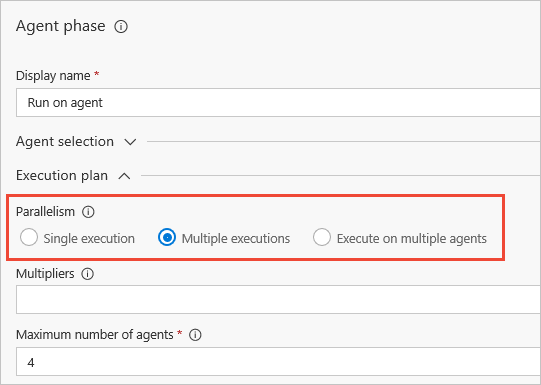 Agent phase
Display name *
Run on agent
Agent selection
Execution plan
Parallelism
Single execution Multiple executions Execute on multiple agents
Multipliers
Maximum number of agents *
4